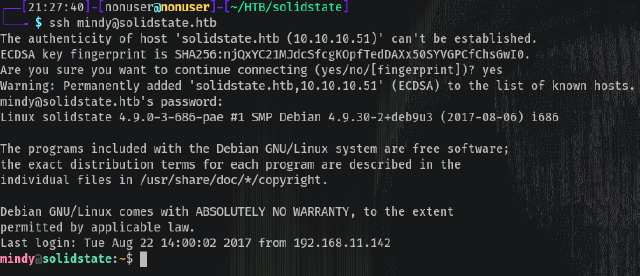 [21:27:40]-[nonuser@nonuser]-[~/HTB/solidstate]
$ ssh mindy@solidstate.htb
The authenticity of host 'solidstate.htb (10.10.10.51)' can't be established.
ECDSA key fingerprint is SHA256:njQxYC21MJdcSfcgKOpfTedDAXx50SYVGPCfChsGwI0.
Are you sure you want to continue connecting (yes/no/[fingerprint])? yes
Warning: Permanently added 'solidstate.htb,10.10.10.51' (ECDSA) to the list of known hosts.
mindy@solidstate.htb's password:
Linux solidstate 4.9.0-3-686-pae #1 SMP Debian 4.9.30-2+deb9u3 (2017-08-06) i686
The programs included with the Debian GNU/Linux system are free software;
the exact distribution terms for each program are described in the
individual files in /usr/share/doc/*/copyright.
Debian GNU/Linux comes with ABSOLUTELY NO WARRANTY, to the extent
permitted by applicable law.
Last login: Tue Aug 22 14:00:02 2017 from 192.168.11.142
mindy@solidstate:~$